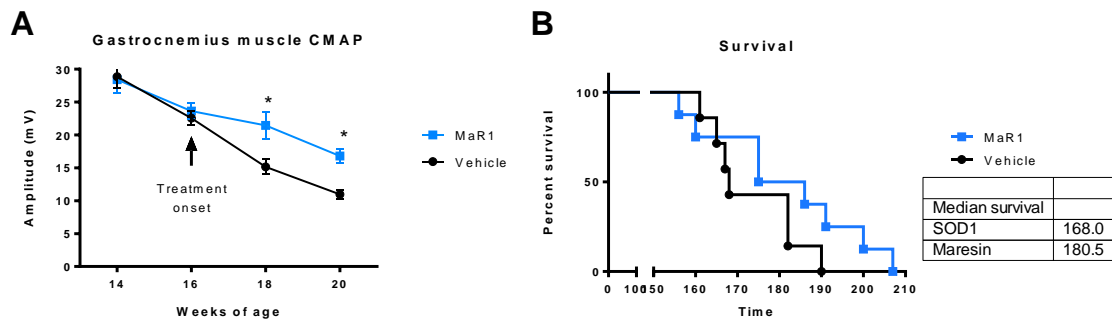 A
Gastrocnemius muscle CMAP
Amplitude (mV)
30
25
20
15
10
5
0
*
*
Treatment
onset
14 16 18 20
Weeks of age
MaR1
Vehicle
B
Survival
Percent survival
100
50
0
0 100 150 160 170 180 190 200 210
Time
MaR1
Vehicle
Median survival
SOD1 168.0
Maresin 180.5